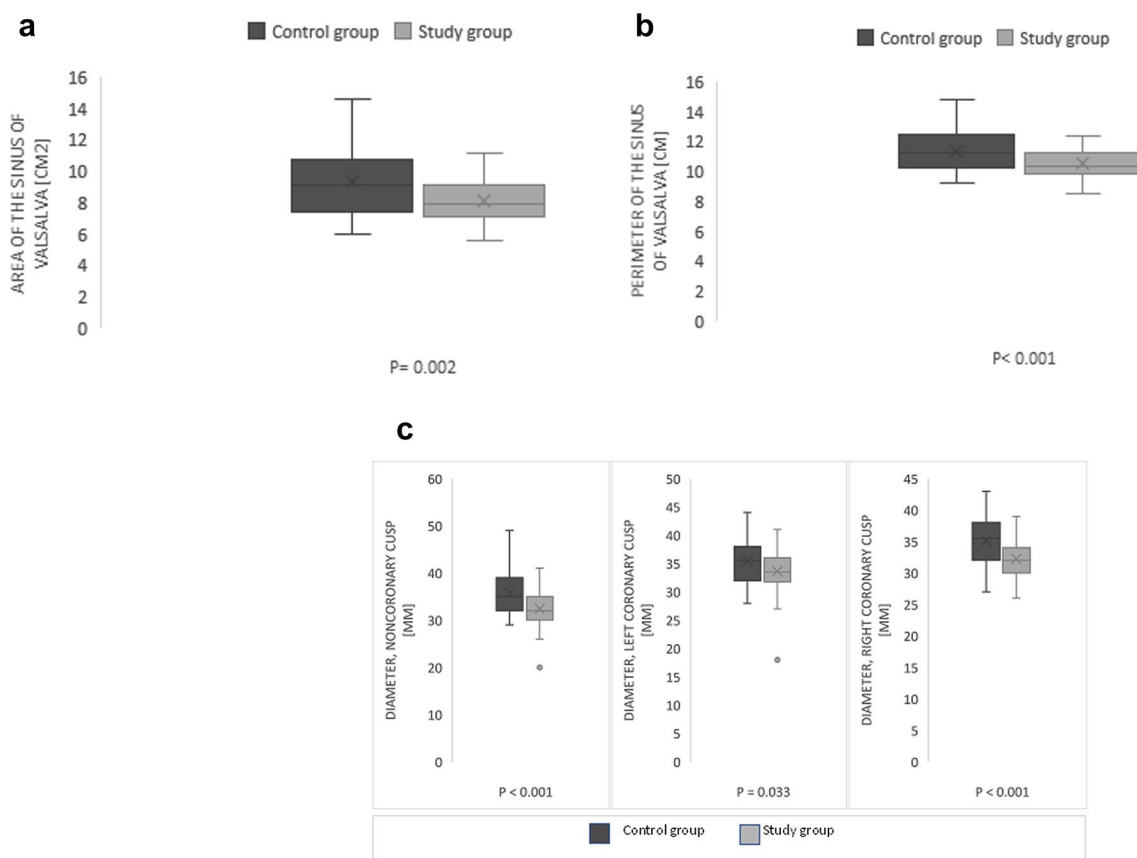 a
Control group Study group
AREA OF THE SINUS OF
VALSALVA [CM2]
16
14
12
10
8
6
4
2
0
P= 0.002
b
Control group Study group
PERIMETER OF THE SINUS
OF VALSALVA [CM]
16
14
12
10
8
6
4
2
0
P< 0.001
c
DIAMETER, NONCORONARY CUSP
[MM]
60
50
40
30
20
10
0
P < 0.001
DIAMETER, LEFT CORONARY CUSP
[MM]
50
45
40
35
30
25
20
15
10
5
0
P = 0.033
DIAMETER, RIGHT CORONARY CUSP
[MM]
45
40
35
30
25
20
15
10
5
0
P < 0.001
Control group Study group